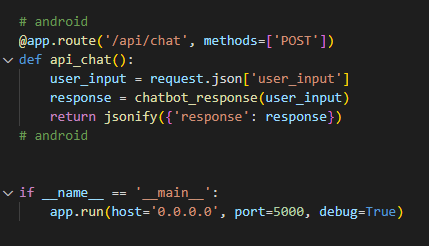 # android
@app.route('/api/chat', methods=['POST'])
def api_chat():
    user_input = request.json['user_input']
    response = chatbot_response(user_input)
    return jsonify({'response': response})
# android
if __name__ == '__main__':
    app.run(host='0.0.0.0', port=5000, debug=True)